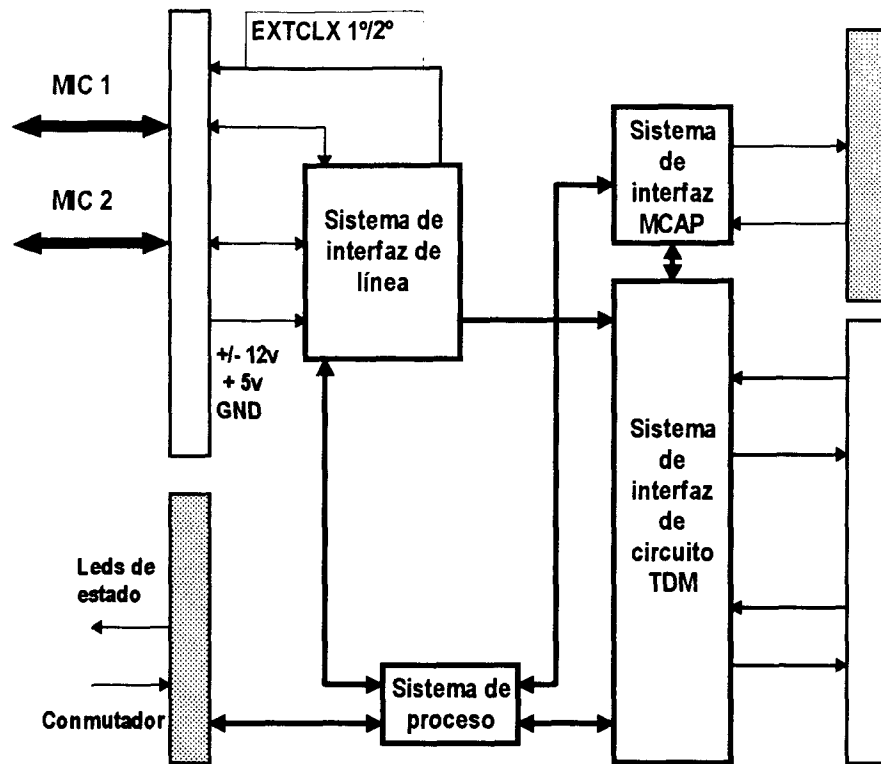 EXTCLX 1º/2º
MIC 1
MIC 2
Sistema de
interfaz de
línea
+/- 12v
+ 5v
GND
Sistema
de
interfaz
MCAP
Sistema
de
interfaz
de
circuito
TDM
Leds de
estado
Conmutador
Sistema de
proceso